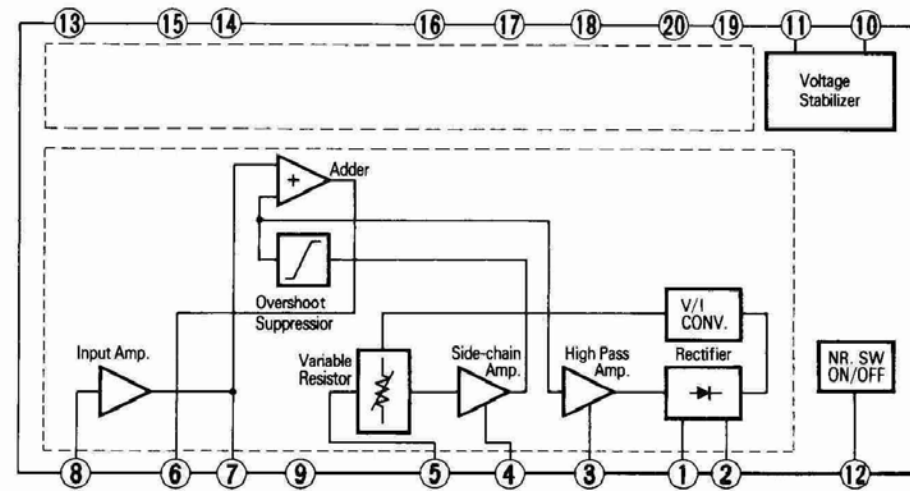 13 15 14 16 17 18 20 19 11 10
Voltage
Stabilizer
+
Adder
Overshoot
Suppressior
V/I
CONV.
Input Amp.
Variable
Resistor
Side-chain
Amp.
High Pass
Amp.
Rectifier
NR. SW
ON/OFF
8 6 7 9 5 4 3 1 2 12